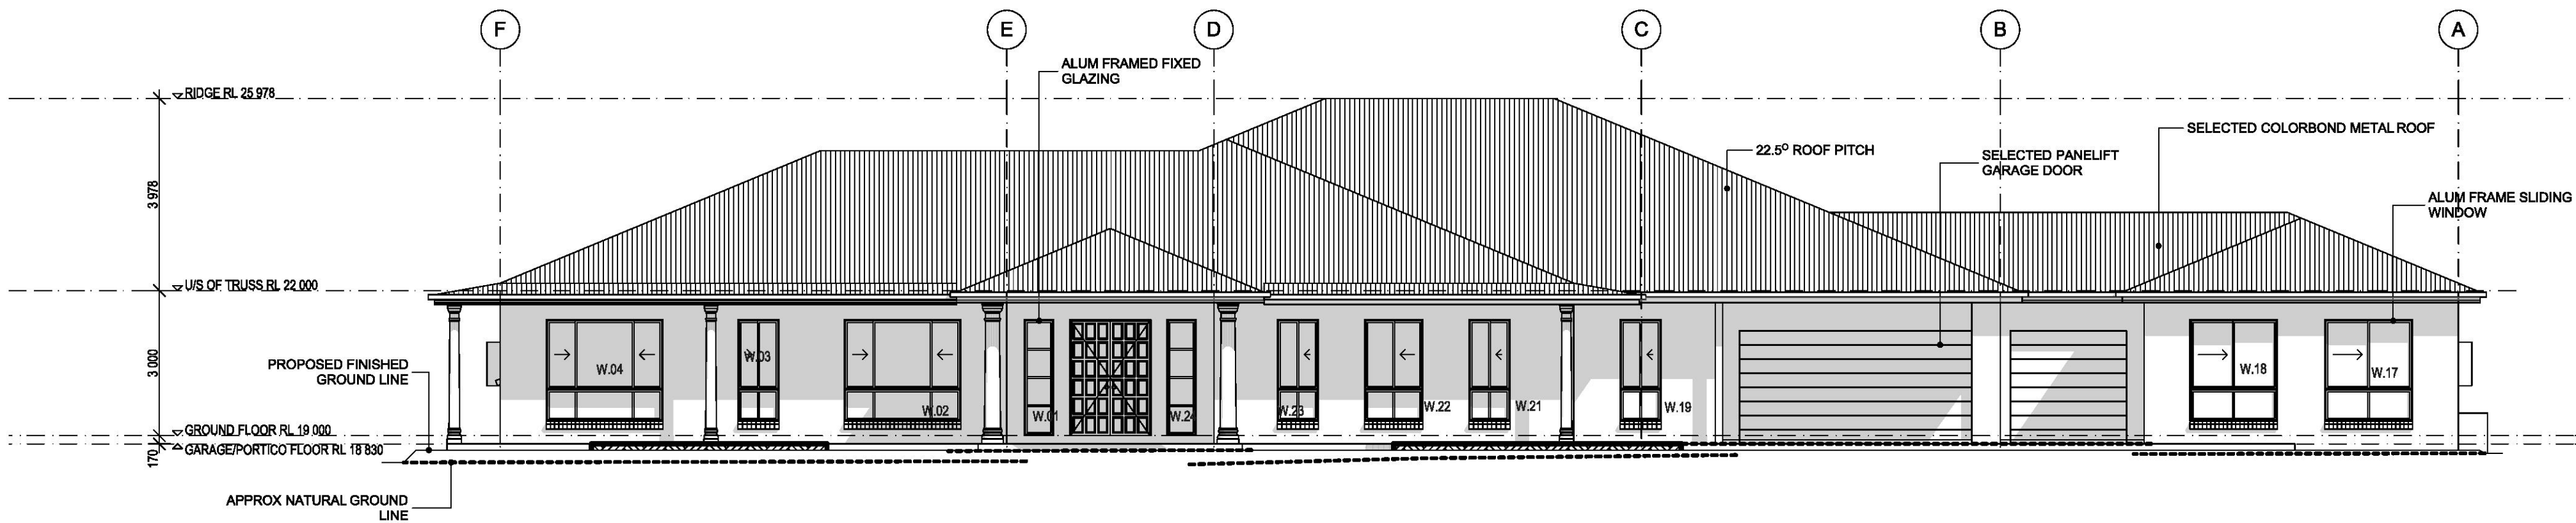 F
E
D
C
B
A
ALUM FRAMED FIXED
GLAZING
RIDGE RL 25 978
SELECTED COLORBOND METAL ROOF
22.5° ROOF PITCH
SELECTED PANELIFT
GARAGE DOOR
3 978
ALUM FRAME SLIDING
WINDOW
U/S OF TRUSS RL 22 000
3 000
PROPOSED FINISHED
GROUND LINE
W.04
W.03
W.02
W.01
W.24
W.23
W.22
W.21
W.19
W.18
W.17
GROUND FLOOR RL 19 000
GARAGE/PORTICO FLOOR RL 18 830
170
APPROX NATURAL GROUND
LINE